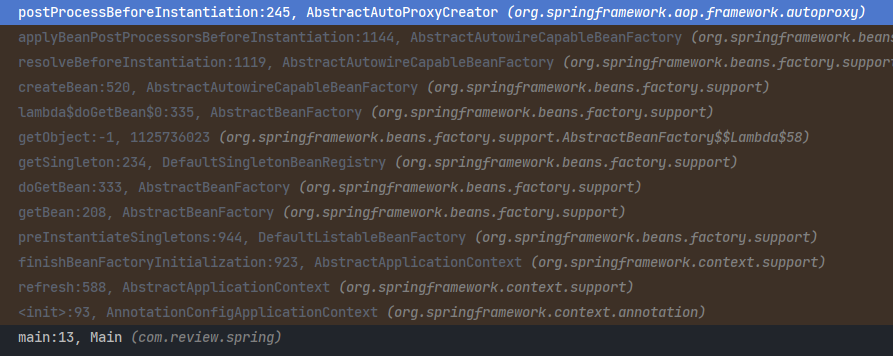 postProcessBeforeInstantiation:245, AbstractAutoProxyCreator (org.springframework.aop.framework.autoproxy)
applyBeanPostProcessorsBeforeInstantiation:1144, AbstractAutowireCapableBeanFactory (org.springframework.beans
resolveBeforeInstantiation:1119, AbstractAutowireCapableBeanFactory (org.springframework.beans.factory.support
createBean:520, AbstractAutowireCapableBeanFactory (org.springframework.beans.factory.support)
lambda$doGetBean$0:335, AbstractBeanFactory (org.springframework.beans.factory.support)
getObject:-1, 1125736023 (org.springframework.beans.factory.support.AbstractBeanFactory$$Lambda$58)
getSingleton:234, DefaultSingletonBeanRegistry (org.springframework.beans.factory.support)
doGetBean:333, AbstractBeanFactory (org.springframework.beans.factory.support)
getBean:208, AbstractBeanFactory (org.springframework.beans.factory.support)
preInstantiateSingletons:944, DefaultListableBeanFactory (org.springframework.beans.factory.support)
finishBeanFactoryInitialization:923, AbstractApplicationContext (org.springframework.context.support)
refresh:588, AbstractApplicationContext (org.springframework.context.support)
<init>:93, AnnotationConfigApplicationContext (org.springframework.context.annotation)
main:13, Main (com.review.spring)